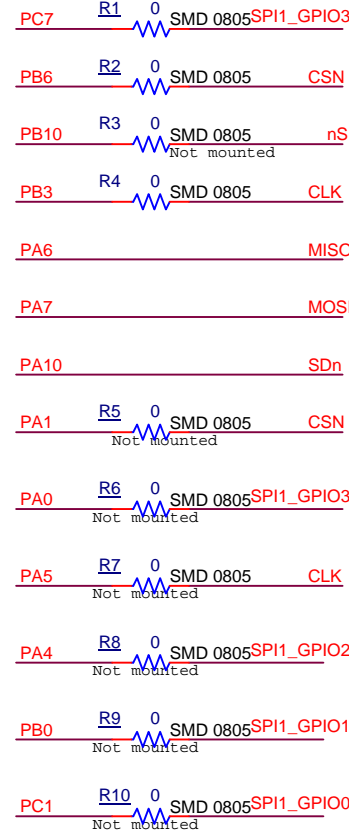 PC7 R1 0 SMD 0805 SPI1_GPIO3
PB6 R2 0 SMD 0805 CSN
PB10 R3 0 SMD 0805 nS
Not mounted
PB3 R4 0 SMD 0805 CLK
PA6 MISO
PA7 MOSI
PA10 SDn
PA1 R5 0 SMD 0805 CSN
Not mounted
PA0 R6 0 SMD 0805 SPI1_GPIO3
Not mounted
PA5 R7 0 SMD 0805 CLK
Not mounted
PA4 R8 0 SMD 0805 SPI1_GPIO2
Not mounted
PB0 R9 0 SMD 0805 SPI1_GPIO1
Not mounted
PC1 R10 0 SMD 0805 SPI1_GPIO0
Not mounted